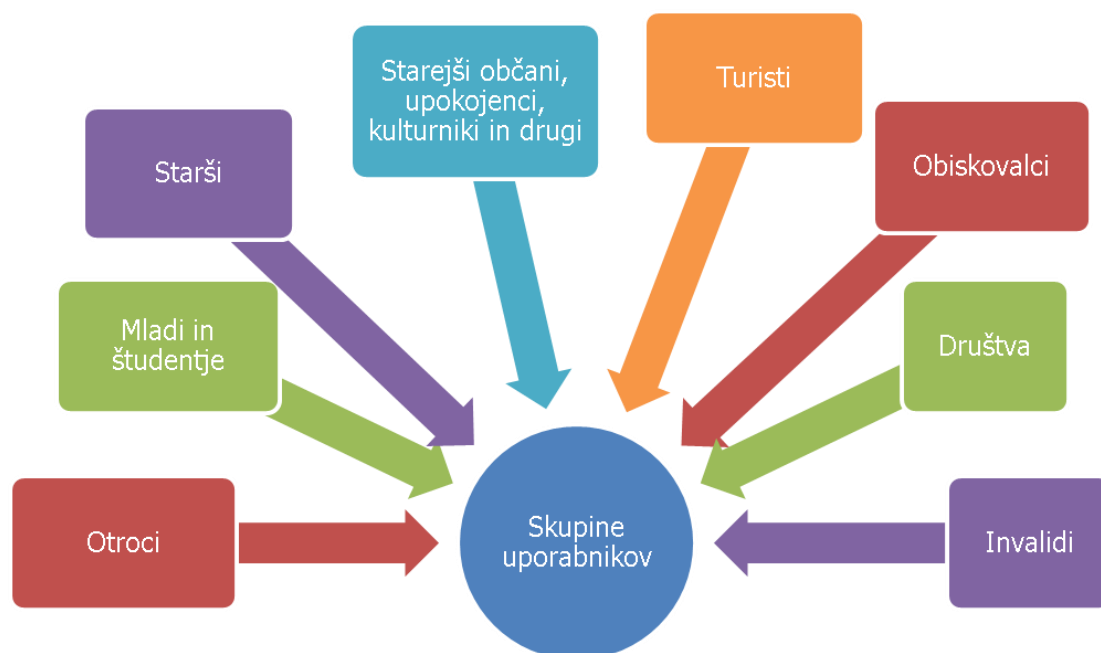 Starejši občani,
upokojenci,
kulturniki in drugi
Turisti
Starši
Obiskovalci
Mladi in
študentje
Društva
Otroci
Skupine
uporabnikov
Invalidi